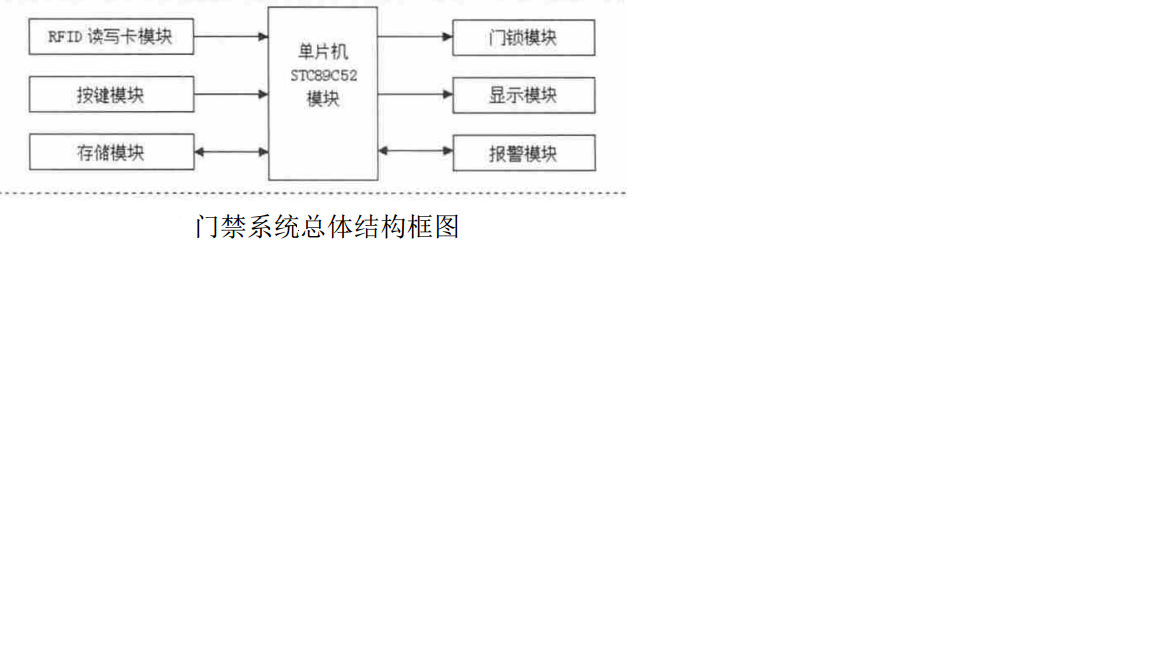 RFID 读写卡模块
按键模块
存储模块
单片机
STC89C52
模块
门锁模块
显示模块
报警模块
门禁系统总体结构框图